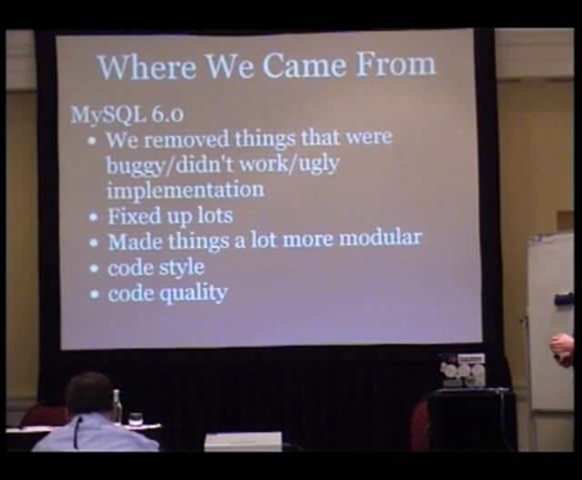 Where We Came From
MySQL 6.0
• We removed things that were
buggy/didn't work/ugly
implementation
• Fixed up lots
• Made things a lot more modular
• code style
• code quality